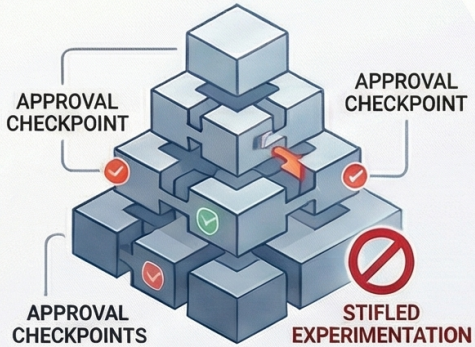 APPROVAL
CHECKPOINT
APPROVAL
CHECKPOINT
APPROVAL
CHECKPOINTS
STIFLED
EXPERIMENTATION